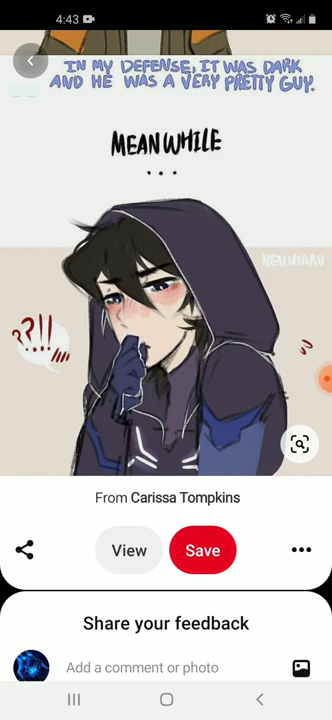 4:43
IN MY DEFENSE, IT WAS DARK
AND HE WAS A VERY PRETTY GUY.
MEANWHILE
...
??!!
From Carissa Tompkins
View
Save
Share your feedback
Add a comment or photo